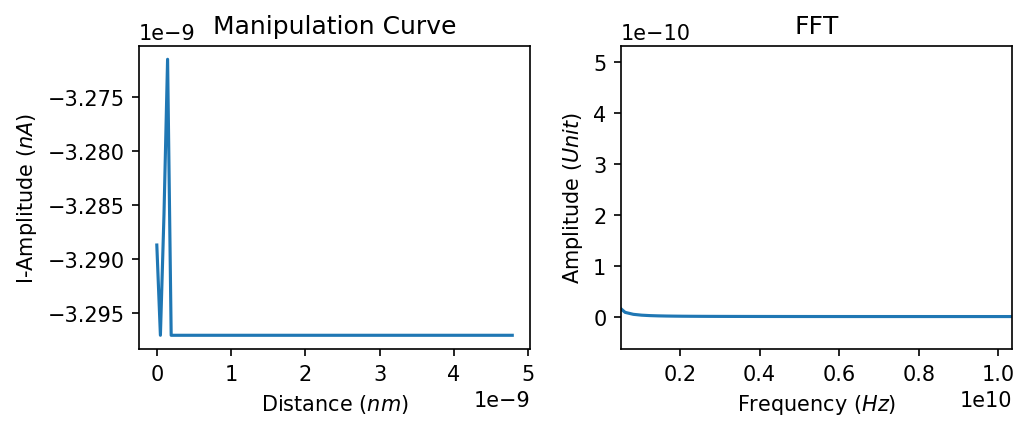 Manipulation Curve
1e−9
−3.275
−3.280
−3.285
−3.290
−3.295
I-Amplitude (nA)
0 1 2 3 4 5
1e−9
Distance (nm)
FFT
1e−10
5
4
3
2
1
0
Amplitude (Unit)
0.2 0.4 0.6 0.8 1.0
1e10
Frequency (Hz)